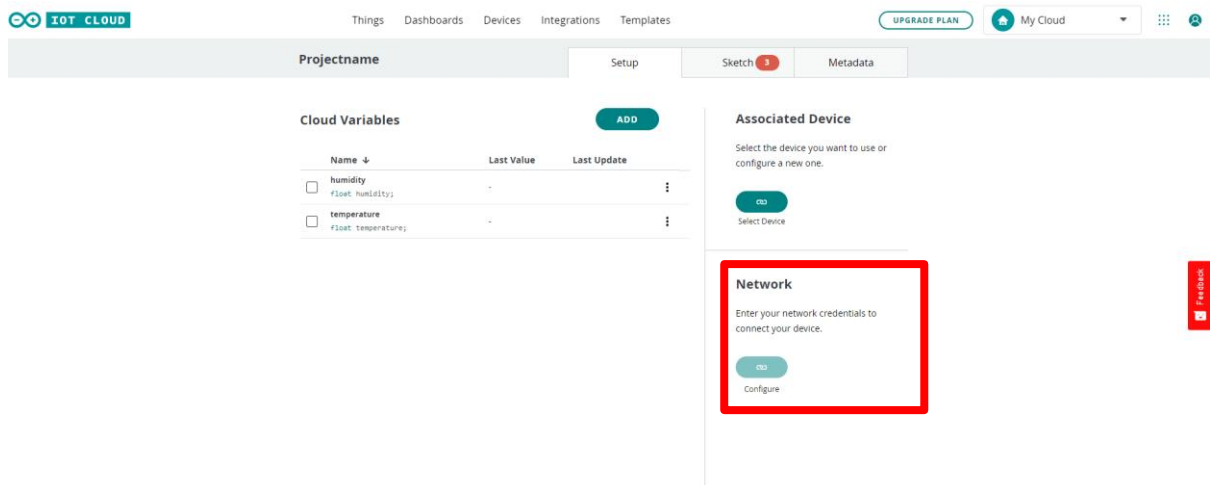 IOT CLOUD
Things Dashboards Devices Integrations Templates
UPGRADE PLAN
My Cloud
Projectname
Setup
Sketch 3
Metadata
Cloud Variables
ADD
Name ↓ Last Value Last Update
humidity
float humidity; -
temperature
float temperature; -
Associated Device
Select the device you want to use or
configure a new one.
Select Device
Network
Enter your network credentials to
connect your device.
Configure
Feedback